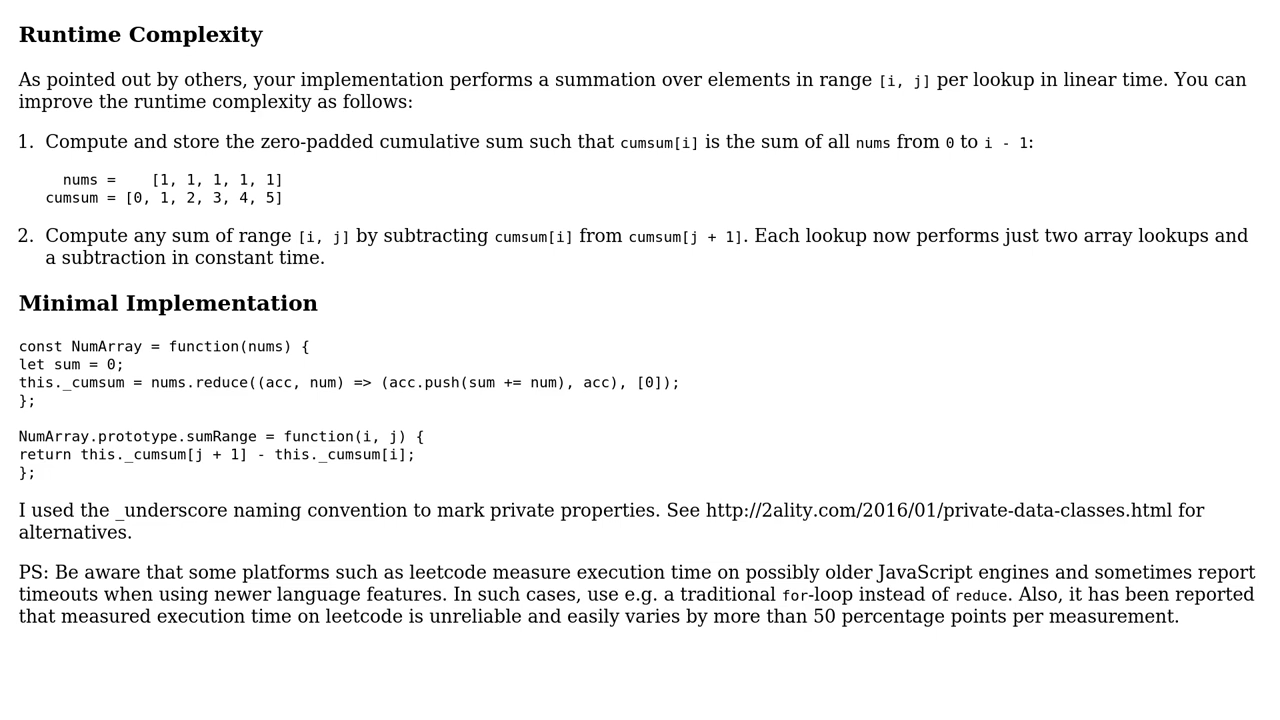 Runtime Complexity
As pointed out by others, your implementation performs a summation over elements in range [i, j] per lookup in linear time. You can
improve the runtime complexity as follows:
1. Compute and store the zero-padded cumulative sum such that cumsum[i] is the sum of all nums from 0 to i - 1:
nums =    [1, 1, 1, 1, 1]
cumsum = [0, 1, 2, 3, 4, 5]
2. Compute any sum of range [i, j] by subtracting cumsum[i] from cumsum[j + 1]. Each lookup now performs just two array lookups and
a subtraction in constant time.
Minimal Implementation
const NumArray = function(nums) {
let sum = 0;
this._cumsum = nums.reduce((acc, num) => (acc.push(sum += num), acc), [0]);
};
NumArray.prototype.sumRange = function(i, j) {
return this._cumsum[j + 1] - this._cumsum[i];
};
I used the _underscore naming convention to mark private properties. See http://2ality.com/2016/01/private-data-classes.html for
alternatives.
PS: Be aware that some platforms such as leetcode measure execution time on possibly older JavaScript engines and sometimes report
timeouts when using newer language features. In such cases, use e.g. a traditional for-loop instead of reduce. Also, it has been reported
that measured execution time on leetcode is unreliable and easily varies by more than 50 percentage points per measurement.